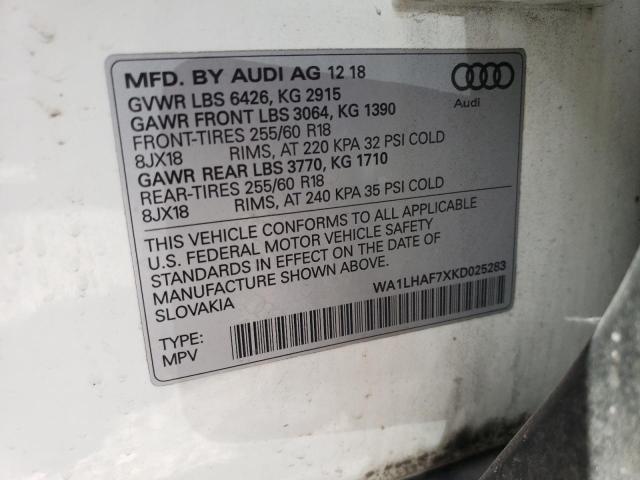 MFD. BY AUDI AG 12 18
GVWR LBS 6426, KG 2915
GAWR FRONT LBS 3064, KG 1390
FRONT-TIRES 255/60 R18
8JX18 RIMS, AT 220 KPA 32 PSI COLD
GAWR REAR LBS 3770, KG 1710
REAR-TIRES 255/60 R18
8JX18 RIMS, AT 240 KPA 35 PSI COLD
Audi
THIS VEHICLE CONFORMS TO ALL APPLICABLE
U.S. FEDERAL MOTOR VEHICLE SAFETY
STANDARDS IN EFFECT ON THE DATE OF
MANUFACTURE SHOWN ABOVE.
SLOVAKIA
WA1LHAF7XKD025283
TYPE:
MPV